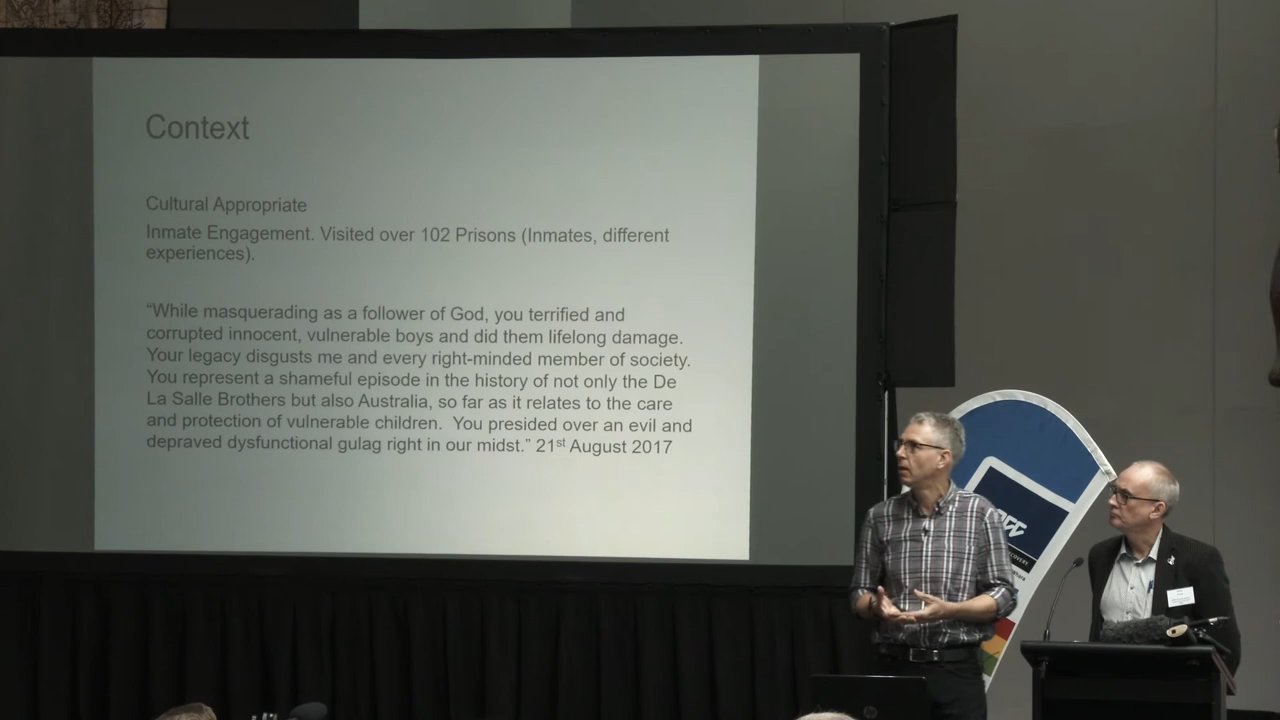 Context
Cultural Appropriate
Inmate Engagement. Visited over 102 Prisons (Inmates, different
experiences).
“While masquerading as a follower of God, you terrified and
corrupted innocent, vulnerable boys and did them lifelong damage.
Your legacy disgusts me and every right-minded member of society.
You represent a shameful episode in the history of not only the De
La Salle Brothers but also Australia, so far as it relates to the care
and protection of vulnerable children.  You presided over an evil and
depraved dysfunctional gulag right in our midst.” 21st August 2017